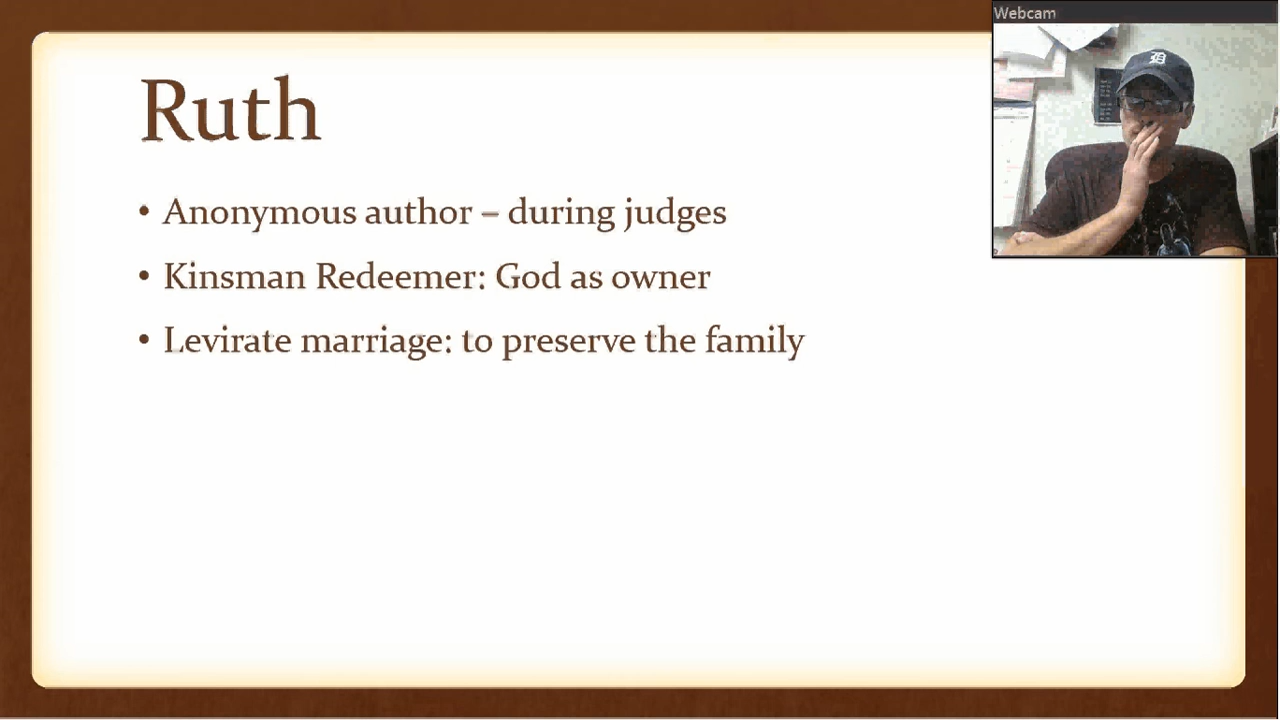 Webcam
Ruth
• Anonymous author – during judges
• Kinsman Redeemer: God as owner
• Levirate marriage: to preserve the family